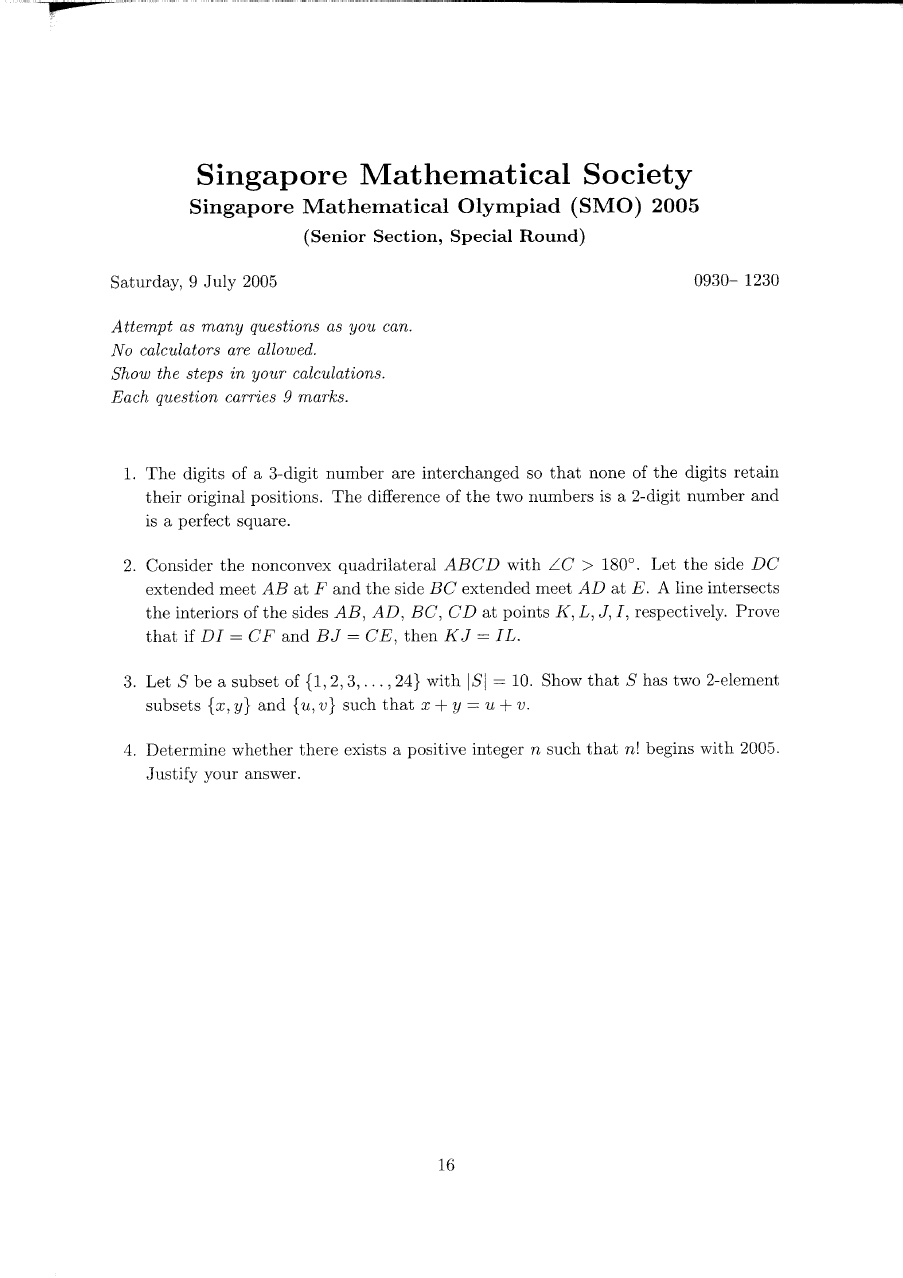 Singapore Mathematical Society
Singapore Mathematical Olympiad (SMO) 2005
(Senior Section, Special Round)
Saturday, 9 July 2005 0930– 1230
Attempt as many questions as you can.
No calculators are allowed.
Show the steps in your calculations.
Each question carries 9 marks.
1. The digits of a 3-digit number are interchanged so that none of the digits retain
their original positions. The difference of the two numbers is a 2-digit number and
is a perfect square.
2. Consider the nonconvex quadrilateral ABCD with ∠C > 180°. Let the side DC
extended meet AB at F and the side BC extended meet AD at E. A line intersects
the interiors of the sides AB, AD, BC, CD at points K, L, J, I, respectively. Prove
that if DI = CF and BJ = CE, then KJ = IL.
3. Let S be a subset of {1, 2, 3, . . . , 24} with |S| = 10. Show that S has two 2-element
subsets {x, y} and {u, v} such that x + y = u + v.
4. Determine whether there exists a positive integer n such that n! begins with 2005.
Justify your answer.
16